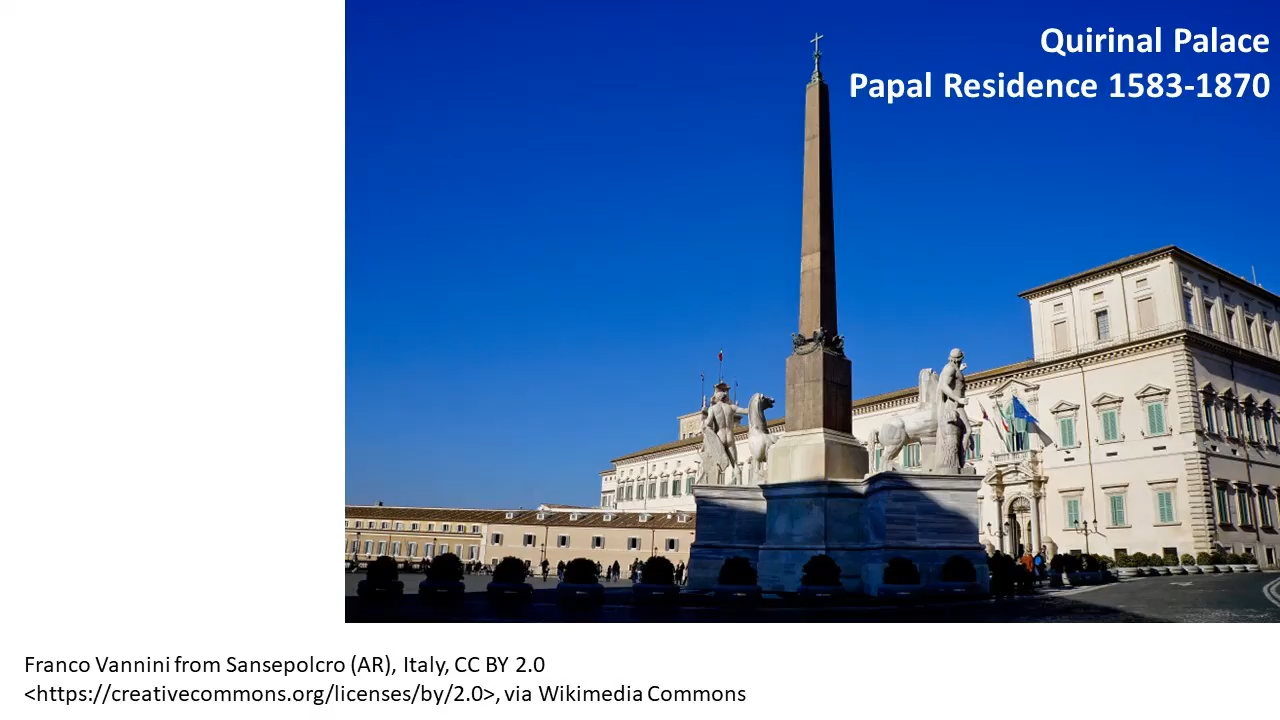 Quirinal Palace
Papal Residence 1583-1870
Franco Vannini from Sansepolcro (AR), Italy, CC BY 2.0
<https://creativecommons.org/licenses/by/2.0>, via Wikimedia Commons